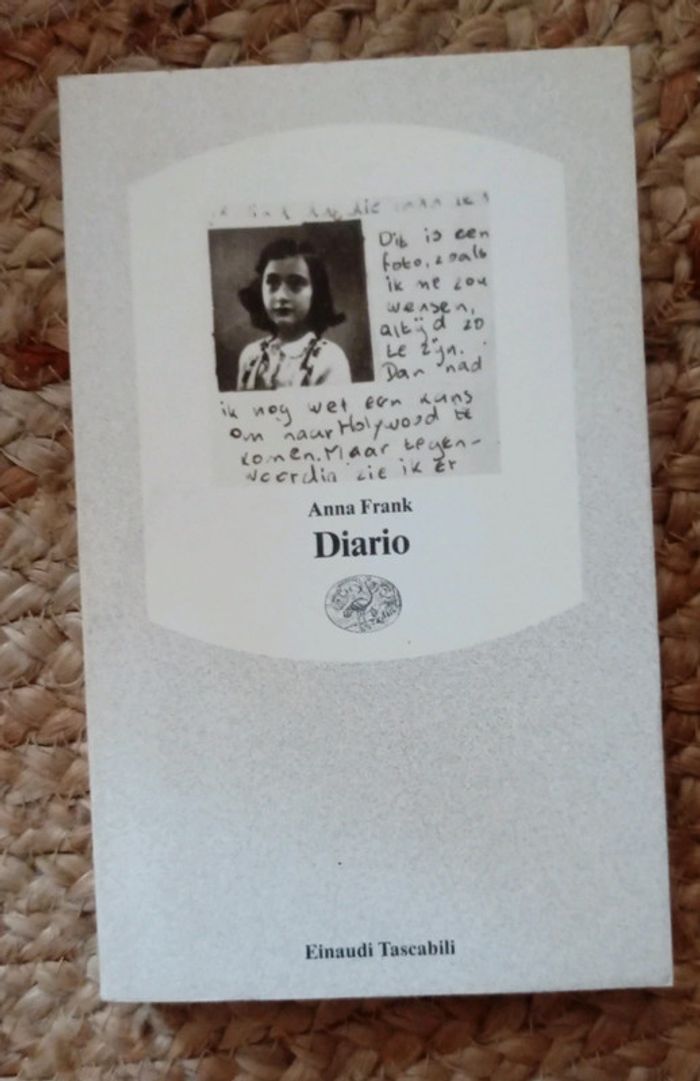 Dit is een
foto, zoals
ik me zou
wensen,
altijd zo
te zijn.
Dan had
ik nog wel een kans
om naar Holywood te
komen. Maar tegen-
woordig zie ik er
Anna Frank
Diario
Einaudi Tascabili